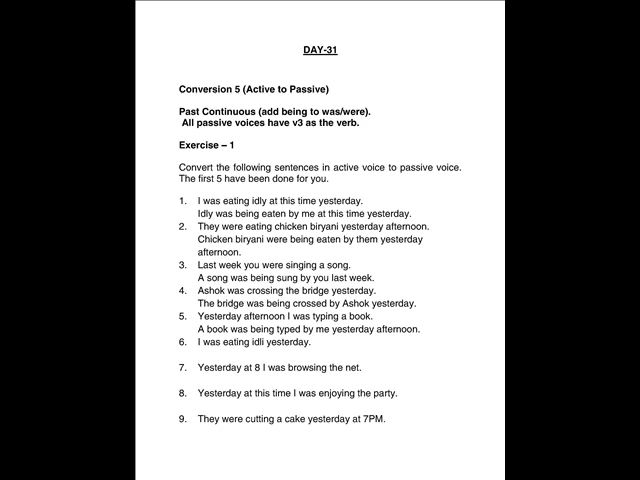 DAY-31
Conversion 5 (Active to Passive)
Past Continuous (add being to was/were).
All passive voices have v3 as the verb.
Exercise – 1
Convert the following sentences in active voice to passive voice.
The first 5 have been done for you.
1. I was eating idly at this time yesterday.
Idly was being eaten by me at this time yesterday.
2. They were eating chicken biryani yesterday afternoon.
Chicken biryani were being eaten by them yesterday
afternoon.
3. Last week you were singing a song.
A song was being sung by you last week.
4. Ashok was crossing the bridge yesterday.
The bridge was being crossed by Ashok yesterday.
5. Yesterday afternoon I was typing a book.
A book was being typed by me yesterday afternoon.
6. I was eating idli yesterday.
7. Yesterday at 8 I was browsing the net.
8. Yesterday at this time I was enjoying the party.
9. They were cutting a cake yesterday at 7PM.